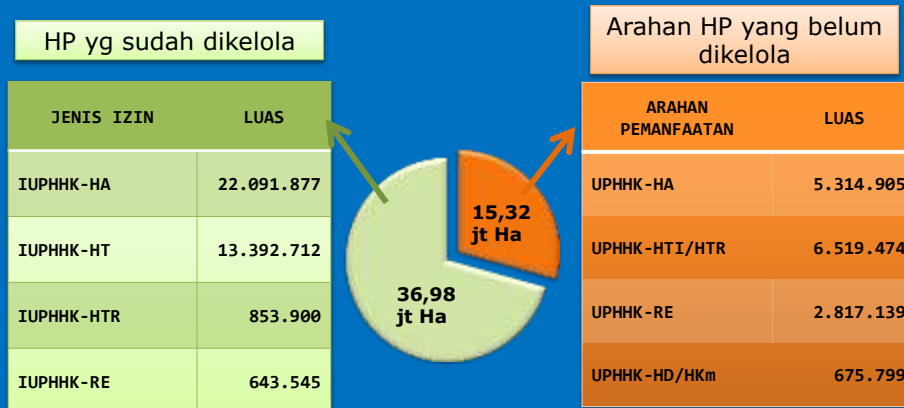 HP yg sudah dikelola
JENIS IZIN LUAS
IUPHHK-HA 22.091.877
IUPHHK-HT 13.392.712
IUPHHK-HTR 853.900
IUPHHK-RE 643.545
36,98
jt Ha
15,32
jt Ha
Arahan HP yang belum
dikelola
ARAHAN
PEMANFAATAN LUAS
UPHHK-HA 5.314.905
UPHHK-HTI/HTR 6.519.474
UPHHK-RE 2.817.139
UPHHK-HD/HKm 675.799